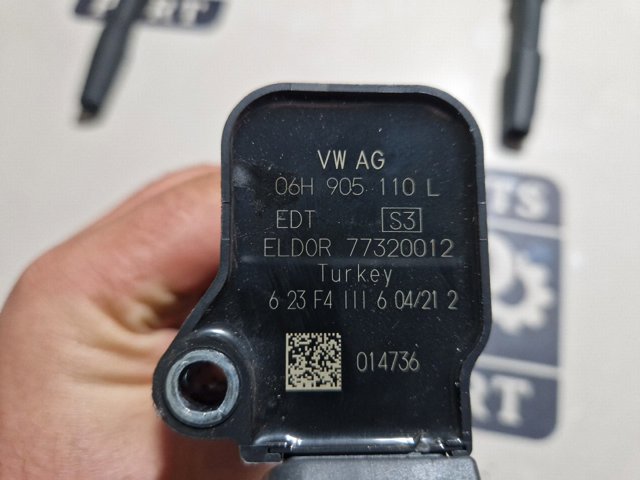 PART
VW AG
06H 905 110 L
EDT S3
ELDOR 77320012
Turkey
6 23 F4 111 6 04/21 2
014736